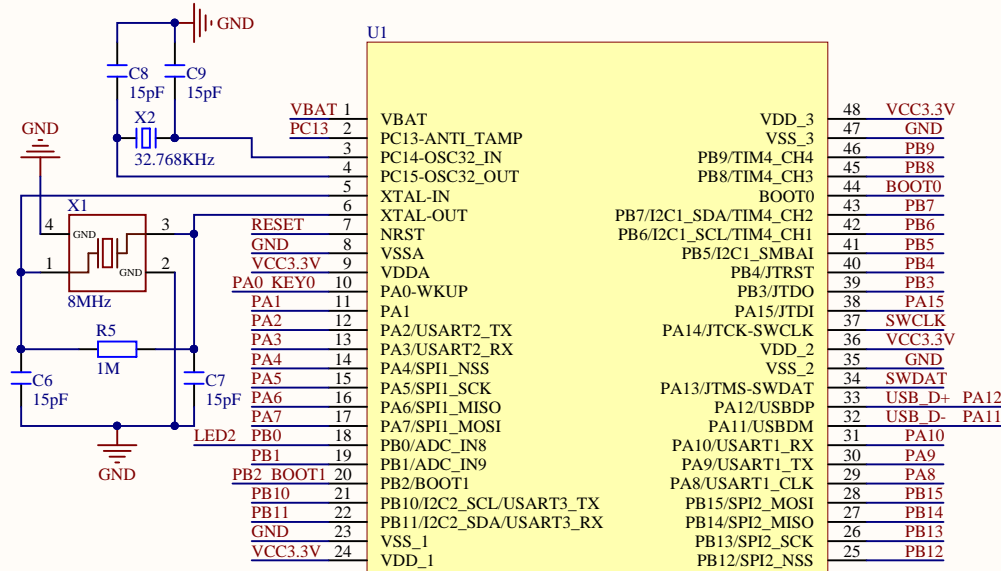 GND
U1
C8
15pF
C9
15pF
X2
32.768KHz
GND
X1
4
GND
3
1
GND
2
8MHz
R5
1M
C6
15pF
C7
15pF
GND
VBAT 1 VBAT
PC13 2 PC13-ANTI_TAMP
3 PC14-OSC32_IN
4 PC15-OSC32_OUT
5 XTAL-IN
6 XTAL-OUT
RESET 7 NRST
GND 8 VSSA
VCC3.3V 9 VDDA
PA0 KEY0 10 PA0-WKUP
PA1 11 PA1
PA2 12 PA2/USART2_TX
PA3 13 PA3/USART2_RX
PA4 14 PA4/SPI1_NSS
PA5 15 PA5/SPI1_SCK
PA6 16 PA6/SPI1_MISO
PA7 17 PA7/SPI1_MOSI
LED2 PB0 18 PB0/ADC_IN8
PB1 19 PB1/ADC_IN9
PB2 BOOT1 20 PB2/BOOT1
PB10 21 PB10/I2C2_SCL/USART3_TX
PB11 22 PB11/I2C2_SDA/USART3_RX
GND 23 VSS_1
VCC3.3V 24 VDD_1
VDD_3 48 VCC3.3V
VSS_3 47 GND
PB9/TIM4_CH4 46 PB9
PB8/TIM4_CH3 45 PB8
BOOT0 44 BOOT0
PB7/I2C1_SDA/TIM4_CH2 43 PB7
PB6/I2C1_SCL/TIM4_CH1 42 PB6
PB5/I2C1_SMBAI 41 PB5
PB4/JTRST 40 PB4
PB3/JTDO 39 PB3
PA15/JTDI 38 PA15
PA14/JTCK-SWCLK 37 SWCLK
VDD_2 36 VCC3.3V
VSS_2 35 GND
PA13/JTMS-SWDAT 34 SWDAT
PA12/USBDP 33 USB_D+ PA12
PA11/USBDM 32 USB_D- PA11
PA10/USART1_RX 31 PA10
PA9/USART1_TX 30 PA9
PA8/USART1_CLK 29 PA8
PB15/SPI2_MOSI 28 PB15
PB14/SPI2_MISO 27 PB14
PB13/SPI2_SCK 26 PB13
PB12/SPI2_NSS 25 PB12